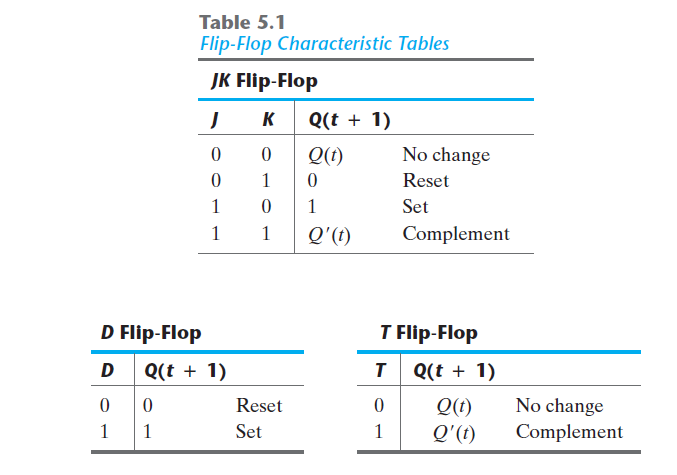 Table 5.1
Flip-Flop Characteristic Tables
JK Flip-Flop
J K Q(t + 1)
0 0 Q(t) No change
0 1 0 Reset
1 0 1 Set
1 1 Q′(t) Complement
D Flip-Flop
D Q(t + 1)
0 0 Reset
1 1 Set
T Flip-Flop
T Q(t + 1)
0 Q(t) No change
1 Q′(t) Complement